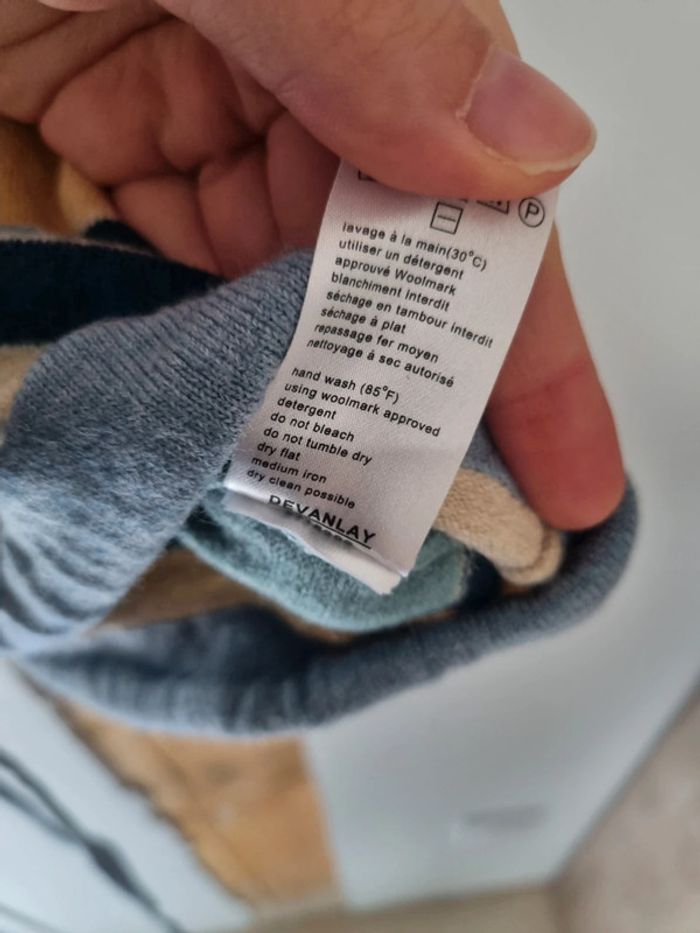 P
lavage à la main(30°C)
utiliser un détergent
approuvé Woolmark
blanchiment interdit
séchage en tambour interdit
séchage à plat
repassage fer moyen
nettoyage à sec autorisé
hand wash (85°F)
using woolmark approved
detergent
do not bleach
do not tumble dry
dry flat
medium iron
dry clean possible
DEVANLAY